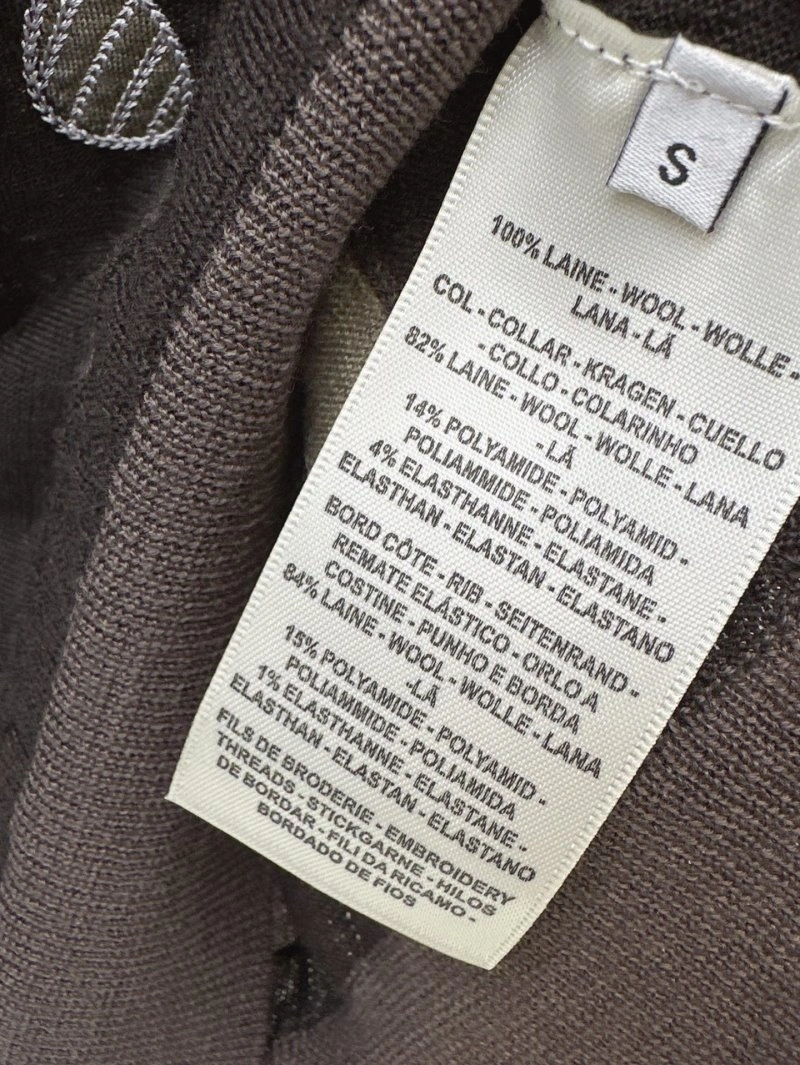 S
100% LAINE - WOOL - WOLLE -
LANA - LÃ
COL - COLLAR - KRAGEN - CUELLO
- COLLO - COLARINHO
82% LAINE - WOOL - WOLLE - LANA
- LÃ
14% POLYAMIDE - POLYAMID -
POLIAMMIDE - POLIAMIDA
4% ELASTHANNE - ELASTANE -
ELASTHAN - ELASTAN - ELASTANO
BORD CÔTE - RIB - SEITENRAND -
REMATE ELÁSTICO - ORLO A
COSTINE - PUNHO E BORDA
84% LAINE - WOOL - WOLLE - LANA
-LÃ
15% POLYAMIDE - POLYAMID -
POLIAMMIDE - POLIAMIDA
1% ELASTHANNE - ELASTANE -
ELASTHAN - ELASTAN - ELASTANO
FILS DE BRODERIE - EMBROIDERY
THREADS - STICKGARNE - HILOS
DE BORDAR - FILI DA RICAMO -
BORDADO DE FIOS